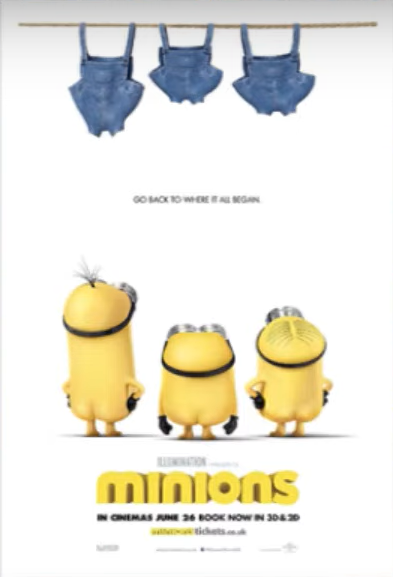 GO BACK TO WHERE IT ALL BEGAN.
ILLUMINATION
MINIONS
IN CINEMAS JUNE 26 BOOK NOW IN 3D & 2D
tickets.co.uk